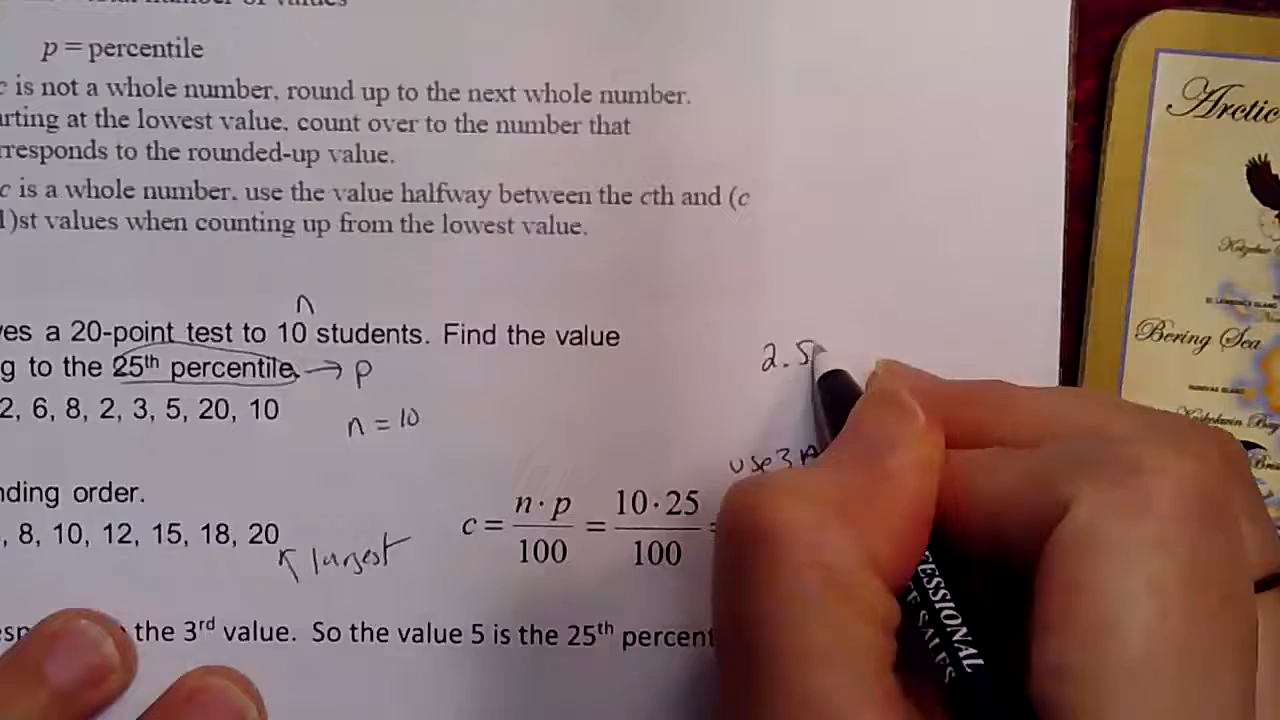 p = percentile
c is not a whole number, round up to the next whole number.
arting at the lowest value, count over to the number that
rresponds to the rounded-up value.
c is a whole number, use the value halfway between the cth and (c
1)st values when counting up from the lowest value.
n
ves a 20-point test to 10 students. Find the value
g to the 25th percentile → p
2, 6, 8, 2, 3, 5, 20, 10
n = 10
2.5
use 3
nding order.
, 8, 10, 12, 15, 18, 20
↖ largest
c = n·p/100 = 10·25/100 =
the 3rd value. So the value 5 is the 25th percent
Arctic
Bering Sea
FESSIONAL
SALES